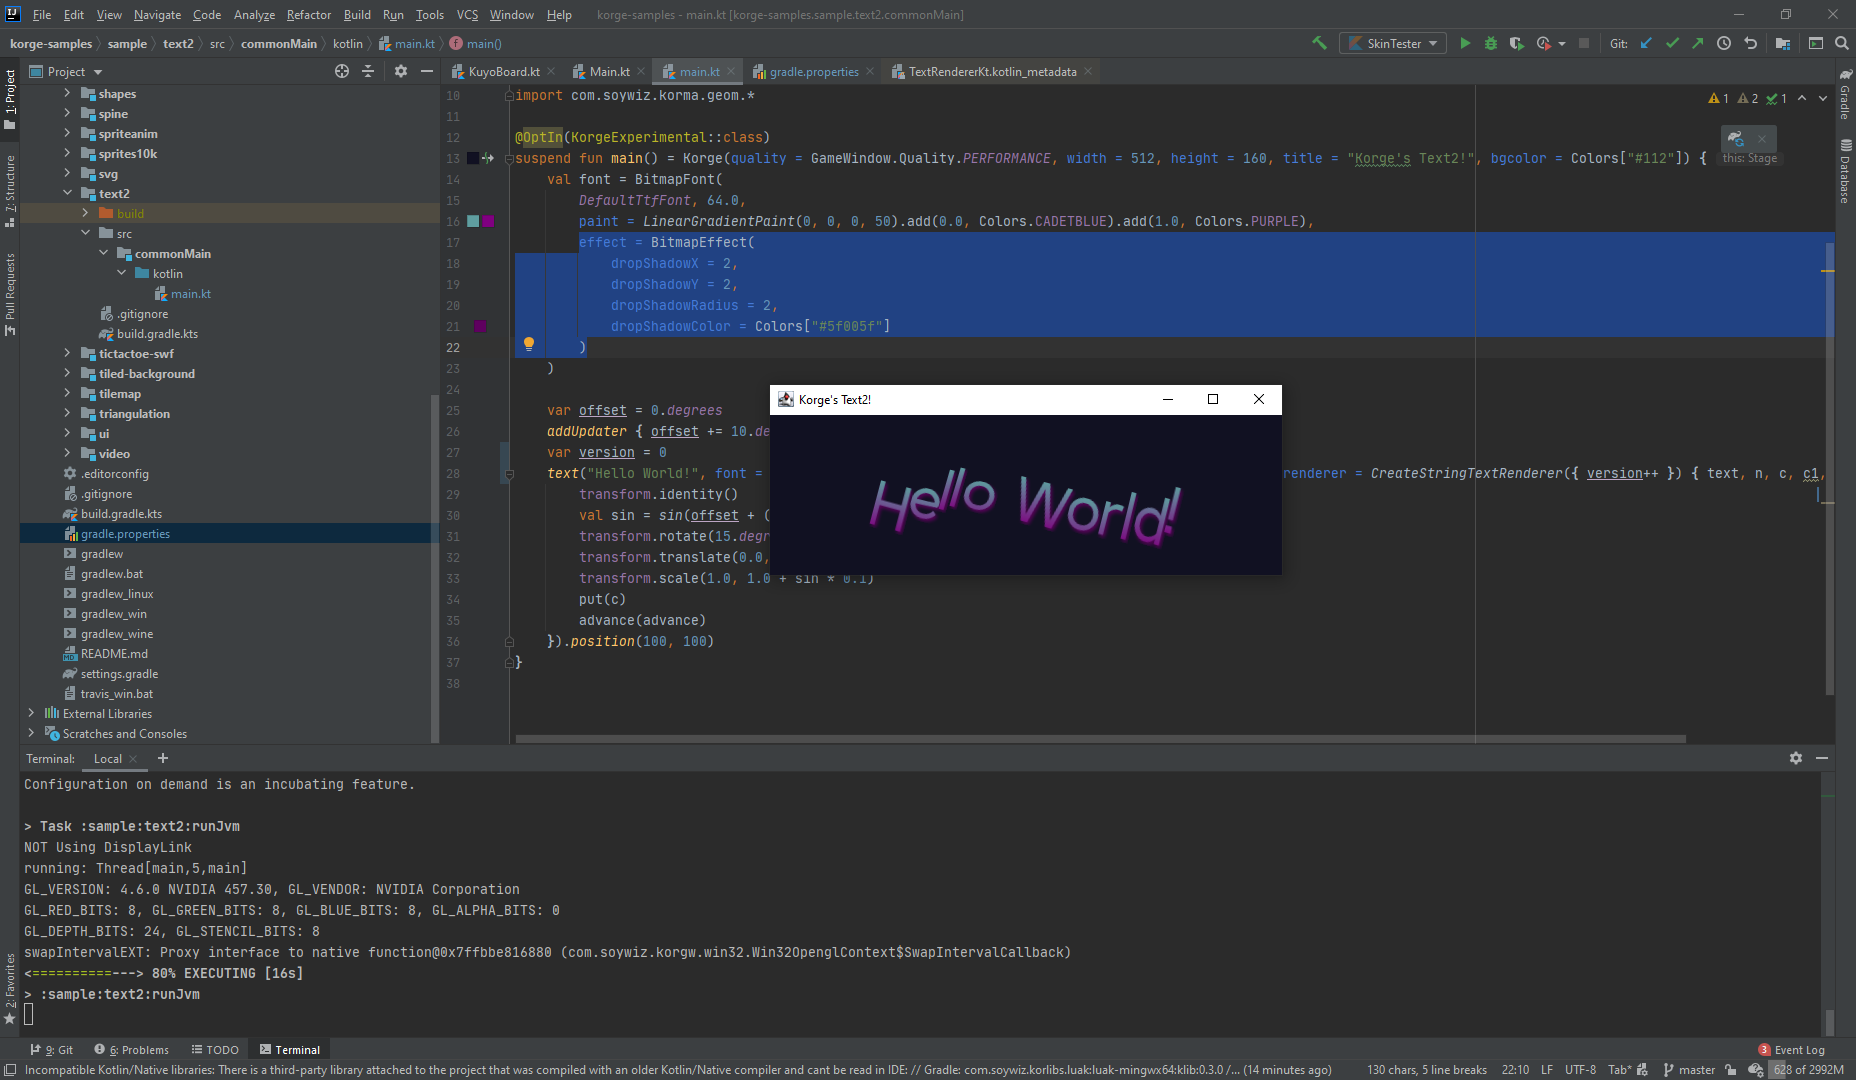 File Edit View Navigate Code Analyze Refactor Build Run Tools VCS Window Help korge-samples - main.kt [korge-samples.sample.text2.commonMain]
korge-samples sample text2 src commonMain kotlin main.kt main() SkinTester Git:
Project KuyoBoard.kt Main.kt main.kt gradle.properties TextRendererKt.kotlin_metadata
1: Project
7: Structure
Pull Requests
2: Favorites
shapes
spine
spriteanim
sprites10k
svg
text2
build
src
commonMain
kotlin
main.kt
.gitignore
build.gradle.kts
tictactoe-swf
tiled-background
tilemap
triangulation
ui
video
.editorconfig
.gitignore
build.gradle.kts
gradle.properties
gradlew
gradlew.bat
gradlew_linux
gradlew_win
gradlew_wine
README.md
settings.gradle
travis_win.bat
External Libraries
Scratches and Consoles
10 import com.soywiz.korma.geom.*
11
12 @OptIn(KorgeExperimental::class)
13 suspend fun main() = Korge(quality = GameWindow.Quality.PERFORMANCE, width = 512, height = 160, title = "Korge's Text2!", bgcolor = Colors["#112"]) {
14 val font = BitmapFont(
15 DefaultTtfFont, 64.0,
16 paint = LinearGradientPaint(0, 0, 0, 50).add(0.0, Colors.CADETBLUE).add(1.0, Colors.PURPLE),
17 effect = BitmapEffect(
18 dropShadowX = 2,
19 dropShadowY = 2,
20 dropShadowRadius = 2,
21 dropShadowColor = Colors["#5f005f"]
22 )
23 )
24
25 var offset = 0.degrees
26 addUpdater { offset += 10.de
27 var version = 0
28 text("Hello World!", font = renderer = CreateStringTextRenderer({ version++ }) { text, n, c, c1,
29 transform.identity()
30 val sin = sin(offset + (
31 transform.rotate(15.degr
32 transform.translate(0.0,
33 transform.scale(1.0, 1.0 + sin * 0.1)
34 put(c)
35 advance(advance)
36 }).position(100, 100)
37 }
38
1 2 1
this: Stage
Gradle
Database
Korge's Text2!
Hello World!
Terminal: Local
Configuration on demand is an incubating feature.
> Task :sample:text2:runJvm
NOT Using DisplayLink
running: Thread[main,5,main]
GL_VERSION: 4.6.0 NVIDIA 457.30, GL_VENDOR: NVIDIA Corporation
GL_RED_BITS: 8, GL_GREEN_BITS: 8, GL_BLUE_BITS: 8, GL_ALPHA_BITS: 0
GL_DEPTH_BITS: 24, GL_STENCIL_BITS: 8
swapIntervalEXT: Proxy interface to native function@0x7ffbbe816880 (com.soywiz.korgw.win32.Win32OpenglContext$SwapIntervalCallback)
<==========---> 80% EXECUTING [16s]
> :sample:text2:runJvm
9: Git 6: Problems TODO Terminal 3 Event Log
Incompatible Kotlin/Native libraries: There is a third-party library attached to the project that was compiled with an older Kotlin/Native compiler and cant be read in IDE: // Gradle: com.soywiz.korlibs.luak:luak-mingwx64:klib:0.3.0 /... (14 minutes ago) 130 chars, 5 line breaks 22:10 LF UTF-8 Tab* master 628 of 2992M